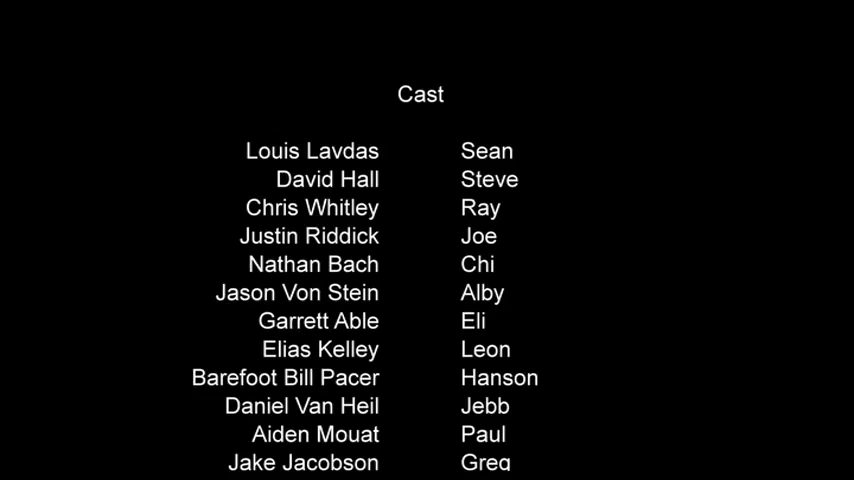 Cast
Louis Lavdas Sean
David Hall Steve
Chris Whitley Ray
Justin Riddick Joe
Nathan Bach Chi
Jason Von Stein Alby
Garrett Able Eli
Elias Kelley Leon
Barefoot Bill Pacer Hanson
Daniel Van Heil Jebb
Aiden Mouat Paul
Jake Jacobson Greg